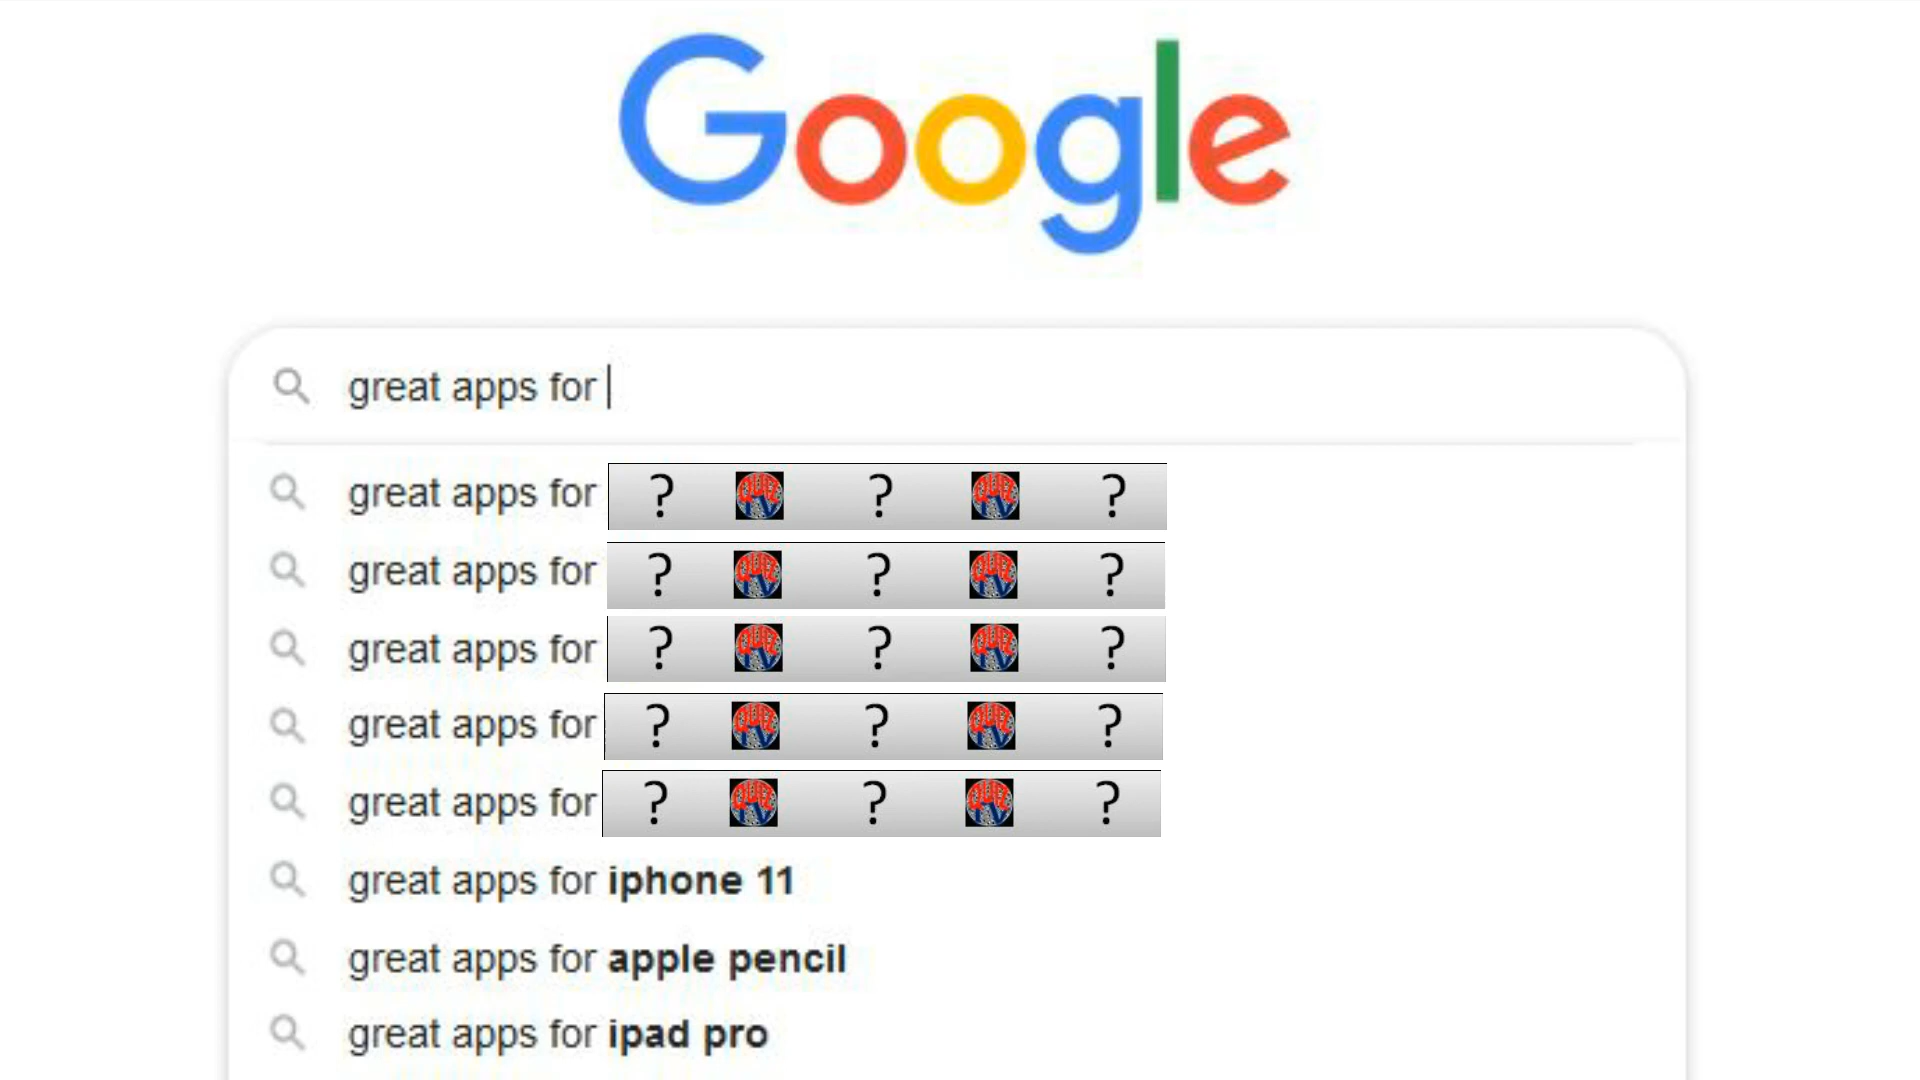 Google
great apps for
great apps for ? ? ?
great apps for ? ? ?
great apps for ? ? ?
great apps for ? ? ?
great apps for ? ? ?
great apps for iphone 11
great apps for apple pencil
great apps for ipad pro